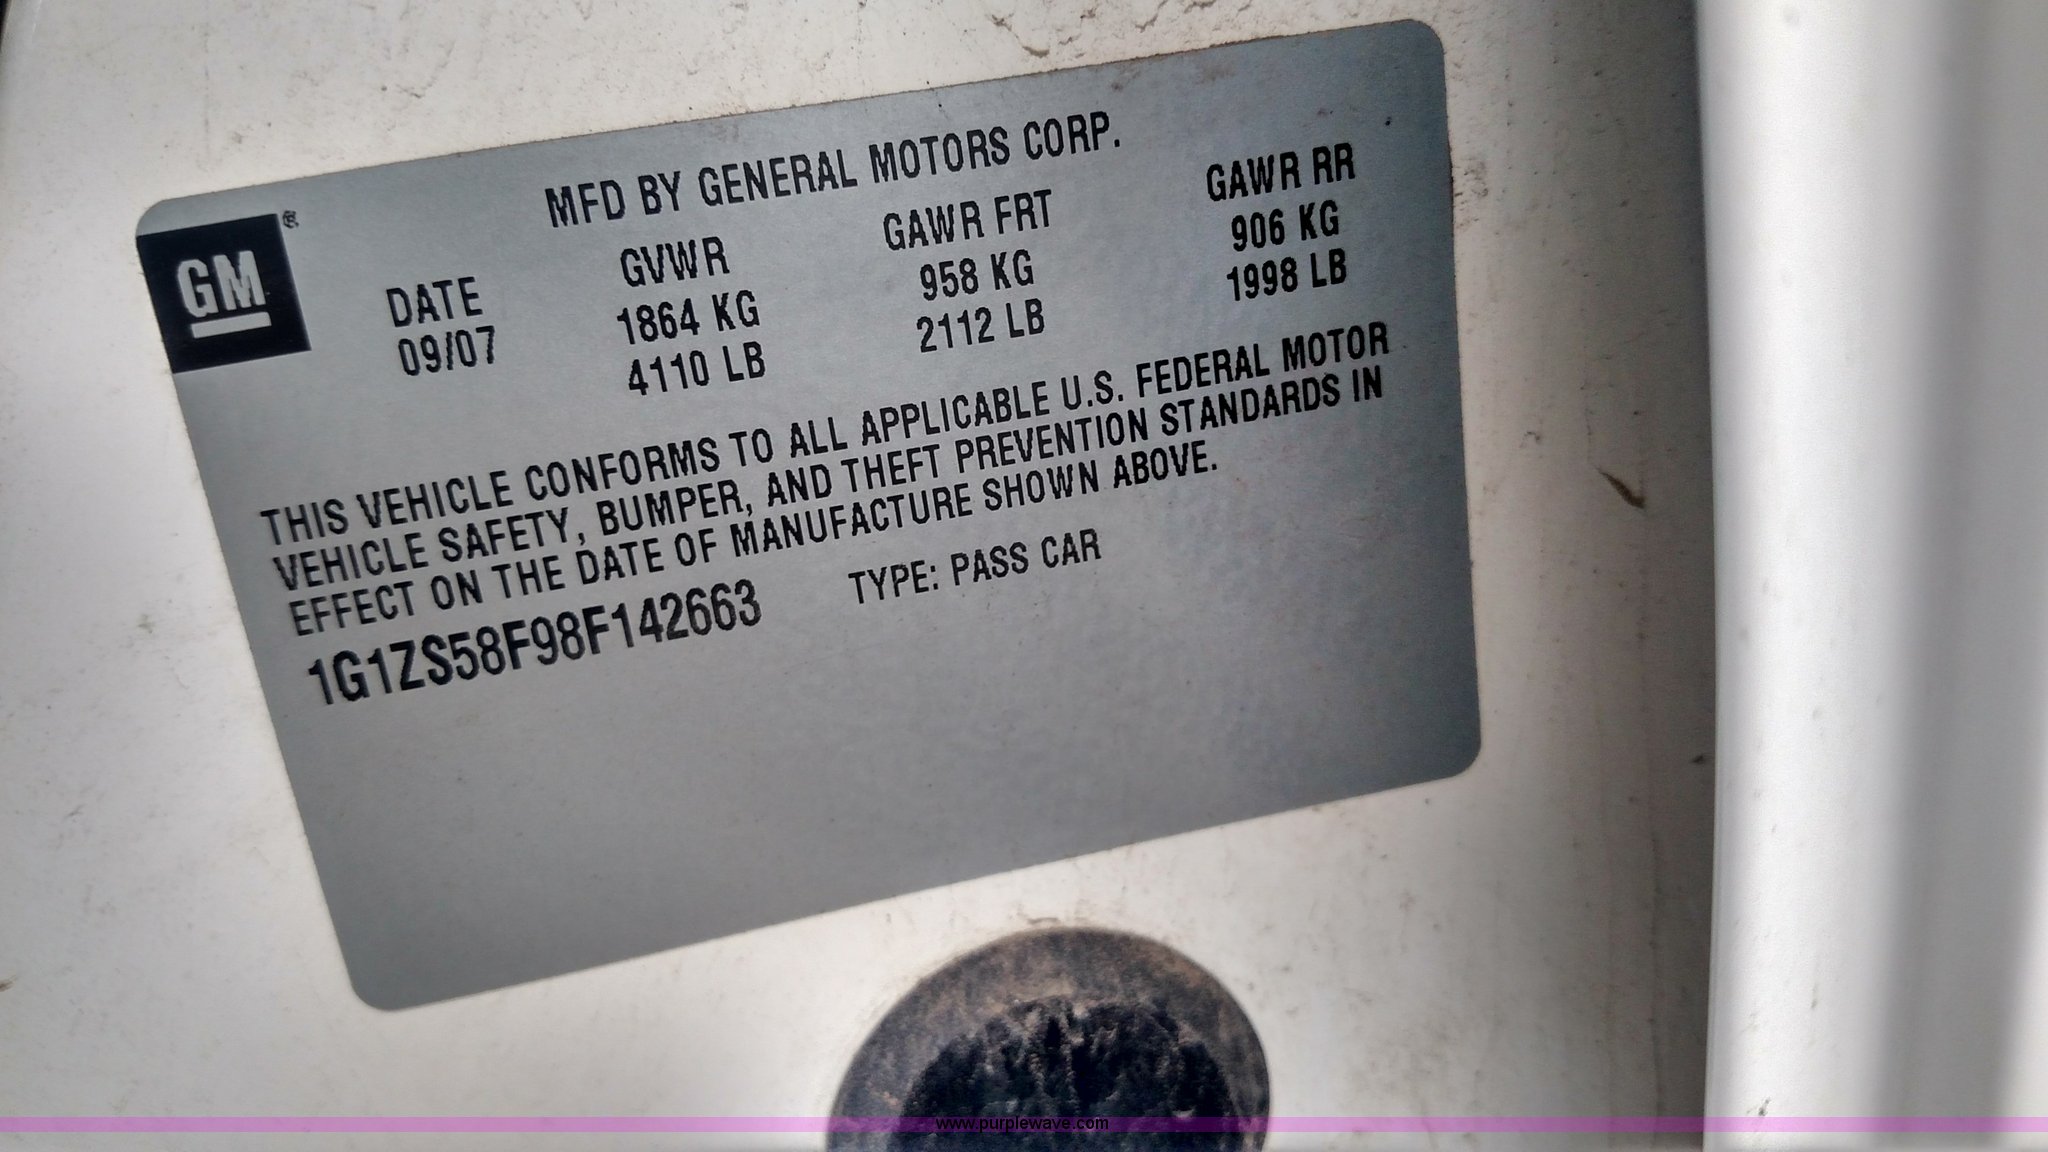 MFD BY GENERAL MOTORS CORP.
GM ®
DATE GVWR GAWR FRT GAWR RR
09/07 1864 KG 958 KG 906 KG
4110 LB 2112 LB 1998 LB
THIS VEHICLE CONFORMS TO ALL APPLICABLE U.S. FEDERAL MOTOR
VEHICLE SAFETY, BUMPER, AND THEFT PREVENTION STANDARDS IN
EFFECT ON THE DATE OF MANUFACTURE SHOWN ABOVE.
1G1ZS58F98F142663 TYPE: PASS CAR
www.purplewave.com